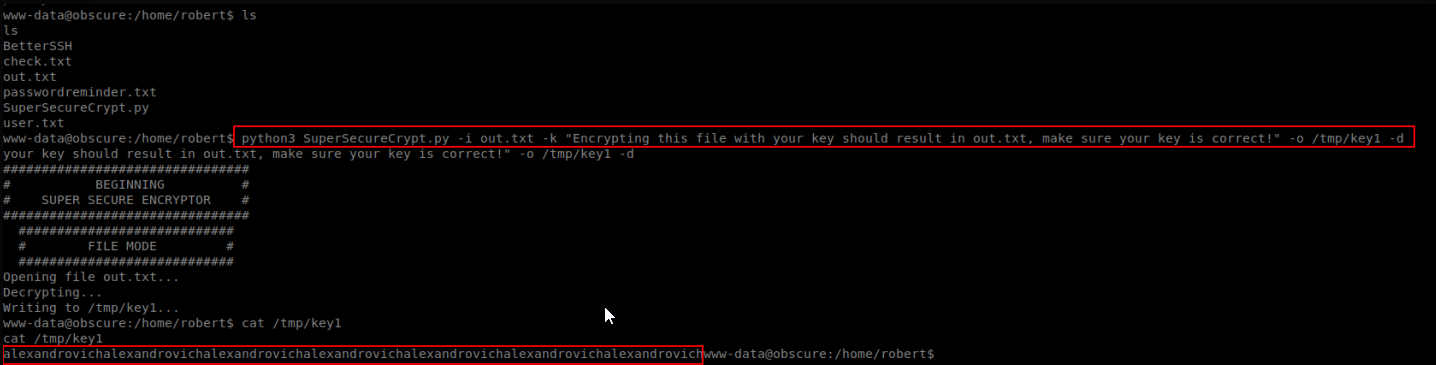 www-data@obscure:/home/robert$ ls
ls
BetterSSH
check.txt
out.txt
passwordreminder.txt
SuperSecureCrypt.py
user.txt
www-data@obscure:/home/robert$ python3 SuperSecureCrypt.py -i out.txt -k "Encrypting this file with your key should result in out.txt, make sure your key is correct!" -o /tmp/key1 -d
your key should result in out.txt, make sure your key is correct!" -o /tmp/key1 -d
################################
#           BEGINNING          #
#    SUPER SECURE ENCRYPTOR    #
################################
  ############################
  #        FILE MODE         #
  ############################
Opening file out.txt...
Decrypting...
Writing to /tmp/key1...
www-data@obscure:/home/robert$ cat /tmp/key1
cat /tmp/key1
alexandrovichalexandrovichalexandrovichalexandrovichalexandrovichalexandrovichalexandrovichwww-data@obscure:/home/robert$